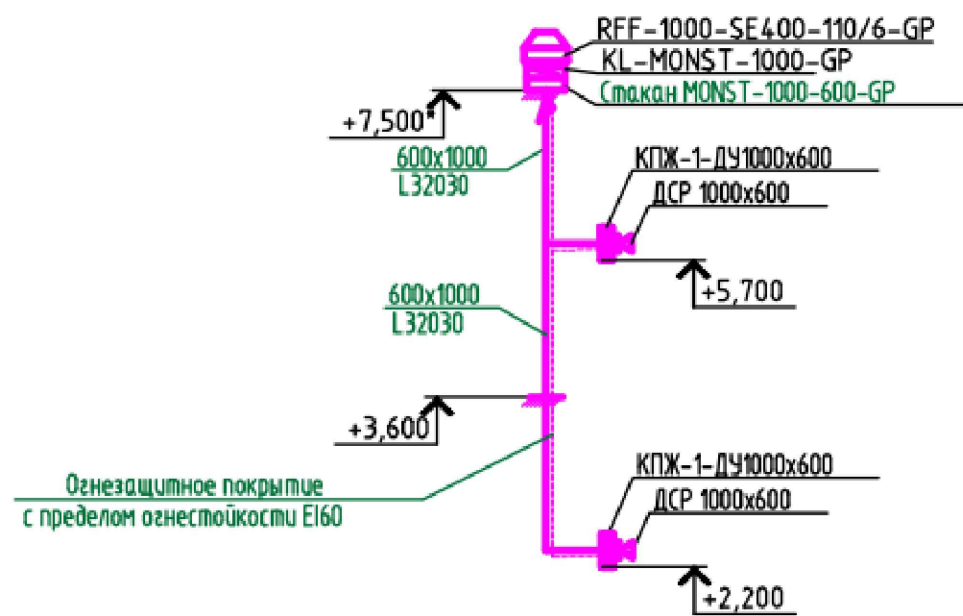 RFF-1000-SE400-110/6-GP
KL-MONST-1000-GP
Стакан MONST-1000-600-GP
+7,500*
600x1000
L32030
КПЖ-1-ДУ1000x600
ДСР 1000x600
+5,700
600x1000
L32030
+3,600
Огнезащитное покрытие
с пределом огнестойкости EI60
КПЖ-1-ДУ1000x600
ДСР 1000x600
+2,200